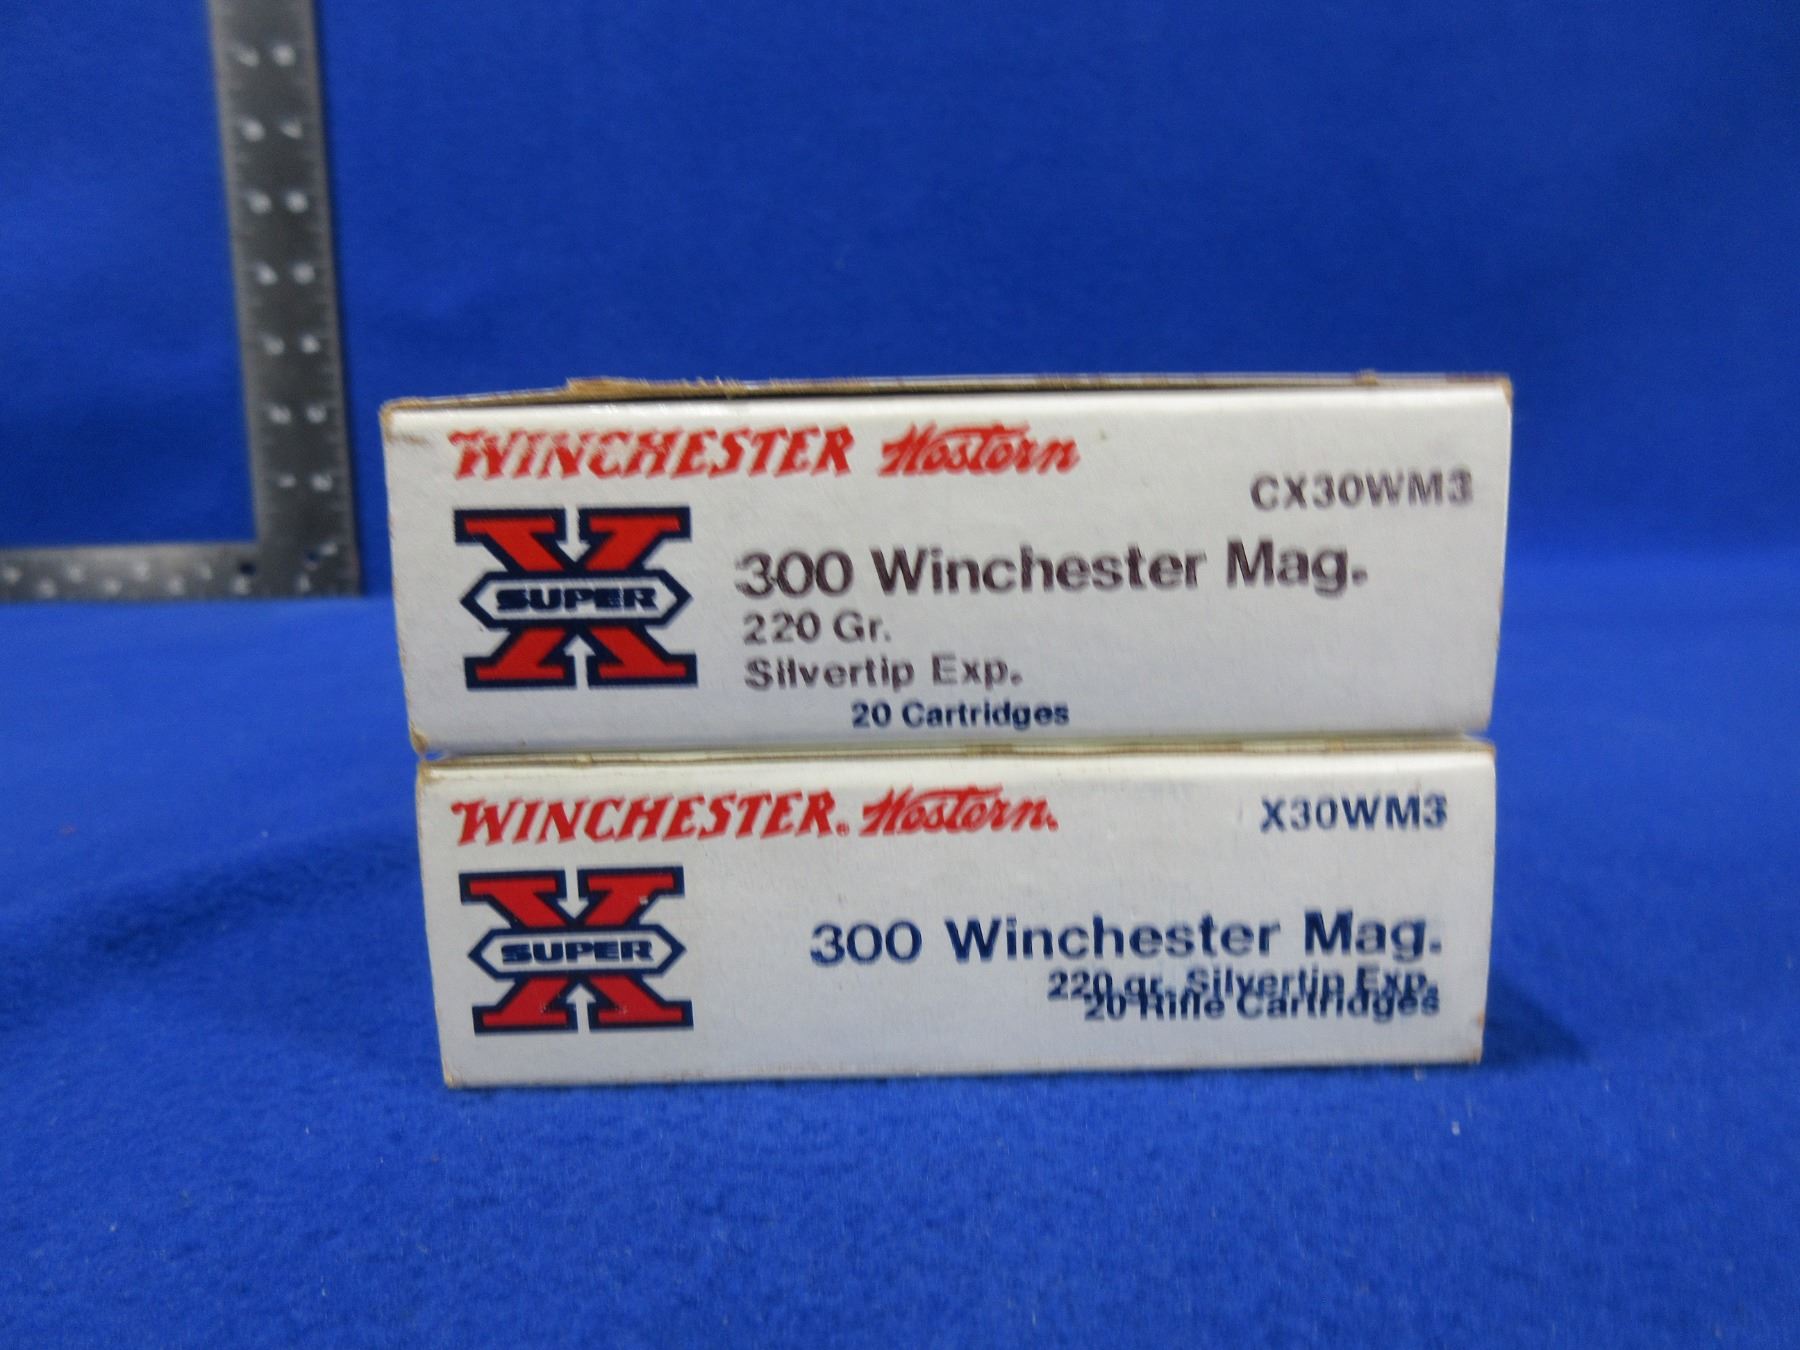 WINCHESTER Western
CX30WM3
SUPER X
300 Winchester Mag.
220 Gr.
Silvertip Exp.
20 Cartridges
WINCHESTER. Western.
X30WM3
SUPER X
300 Winchester Mag.
220 gr. Silvertip Exp.
20 Rifle Cartridges